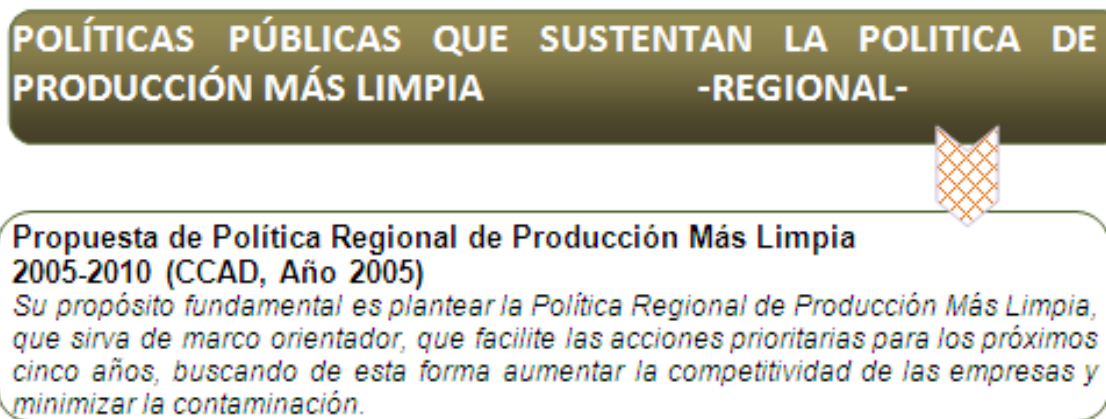 POLÍTICAS PÚBLICAS QUE SUSTENTAN LA POLITICA DE
PRODUCCIÓN MÁS LIMPIA -REGIONAL-
Propuesta de Política Regional de Producción Más Limpia
2005-2010 (CCAD, Año 2005)
Su propósito fundamental es plantear la Política Regional de Producción Más Limpia,
que sirva de marco orientador, que facilite las acciones prioritarias para los próximos
cinco años, buscando de esta forma aumentar la competitividad de las empresas y
minimizar la contaminación.